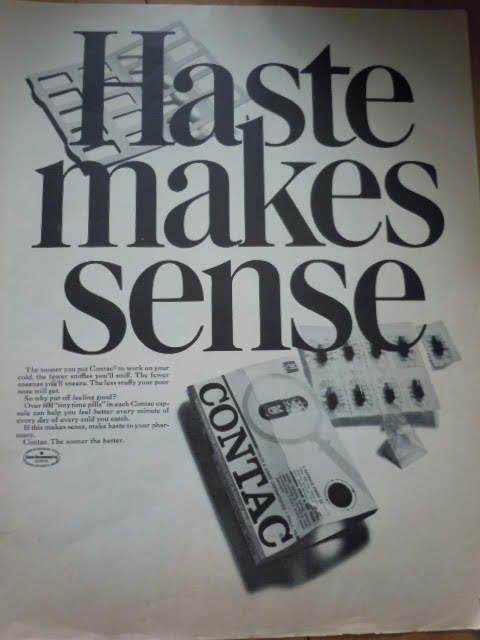 Haste
makes
sense
The sooner you put Contac® to work on your
cold, the fewer sniffles you'll sniff. The fewer
sneezes you'll sneeze. The less stuffy your poor
nose will get.
So why put off feeling good?
Over 600 "tiny time pills" in each Contac cap-
sule can help you feel better every minute of
every day of every cold you catch.
If this makes sense, make haste to your phar-
macy.
Contac. The sooner the better.
CONTAC